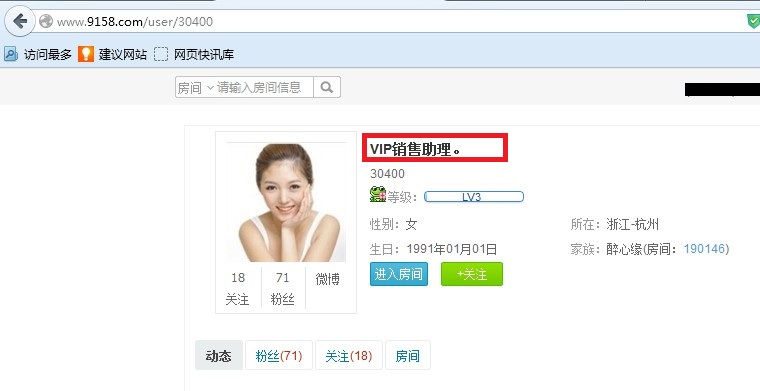 www.9158.com/user/30400
访问最多 建议网站 网页快讯库
房间 请输入房间信息
VIP销售助理。
30400
等级： LV3
性别：女 所在：浙江-杭州
生日：1991年01月01日 家族：醉心缘(房间：190146)
进入房间 +关注
18 71 微博
关注 粉丝
动态 粉丝(71) 关注(18) 房间